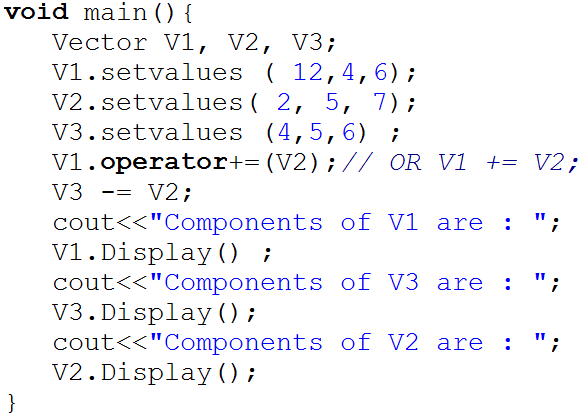 void main(){
Vector V1, V2, V3;
V1.setvalues ( 12,4,6);
V2.setvalues( 2, 5, 7);
V3.setvalues (4,5,6) ;
V1.operator+=(V2);// OR V1 += V2;
V3 -= V2;
cout<<"Components of V1 are : ";
V1.Display() ;
cout<<"Components of V3 are : ";
V3.Display();
cout<<"Components of V2 are : ";
V2.Display();
}